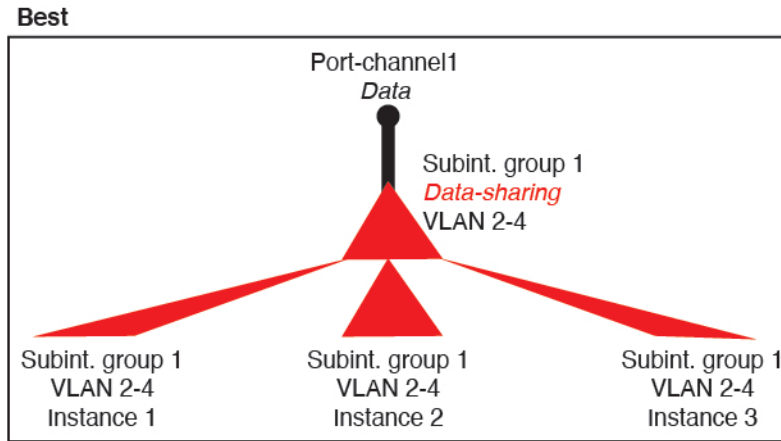 Best
Port-channel1
Data
Subint. group 1
Data-sharing
VLAN 2-4
Subint. group 1
VLAN 2-4
Instance 1
Subint. group 1
VLAN 2-4
Instance 2
Subint. group 1
VLAN 2-4
Instance 3